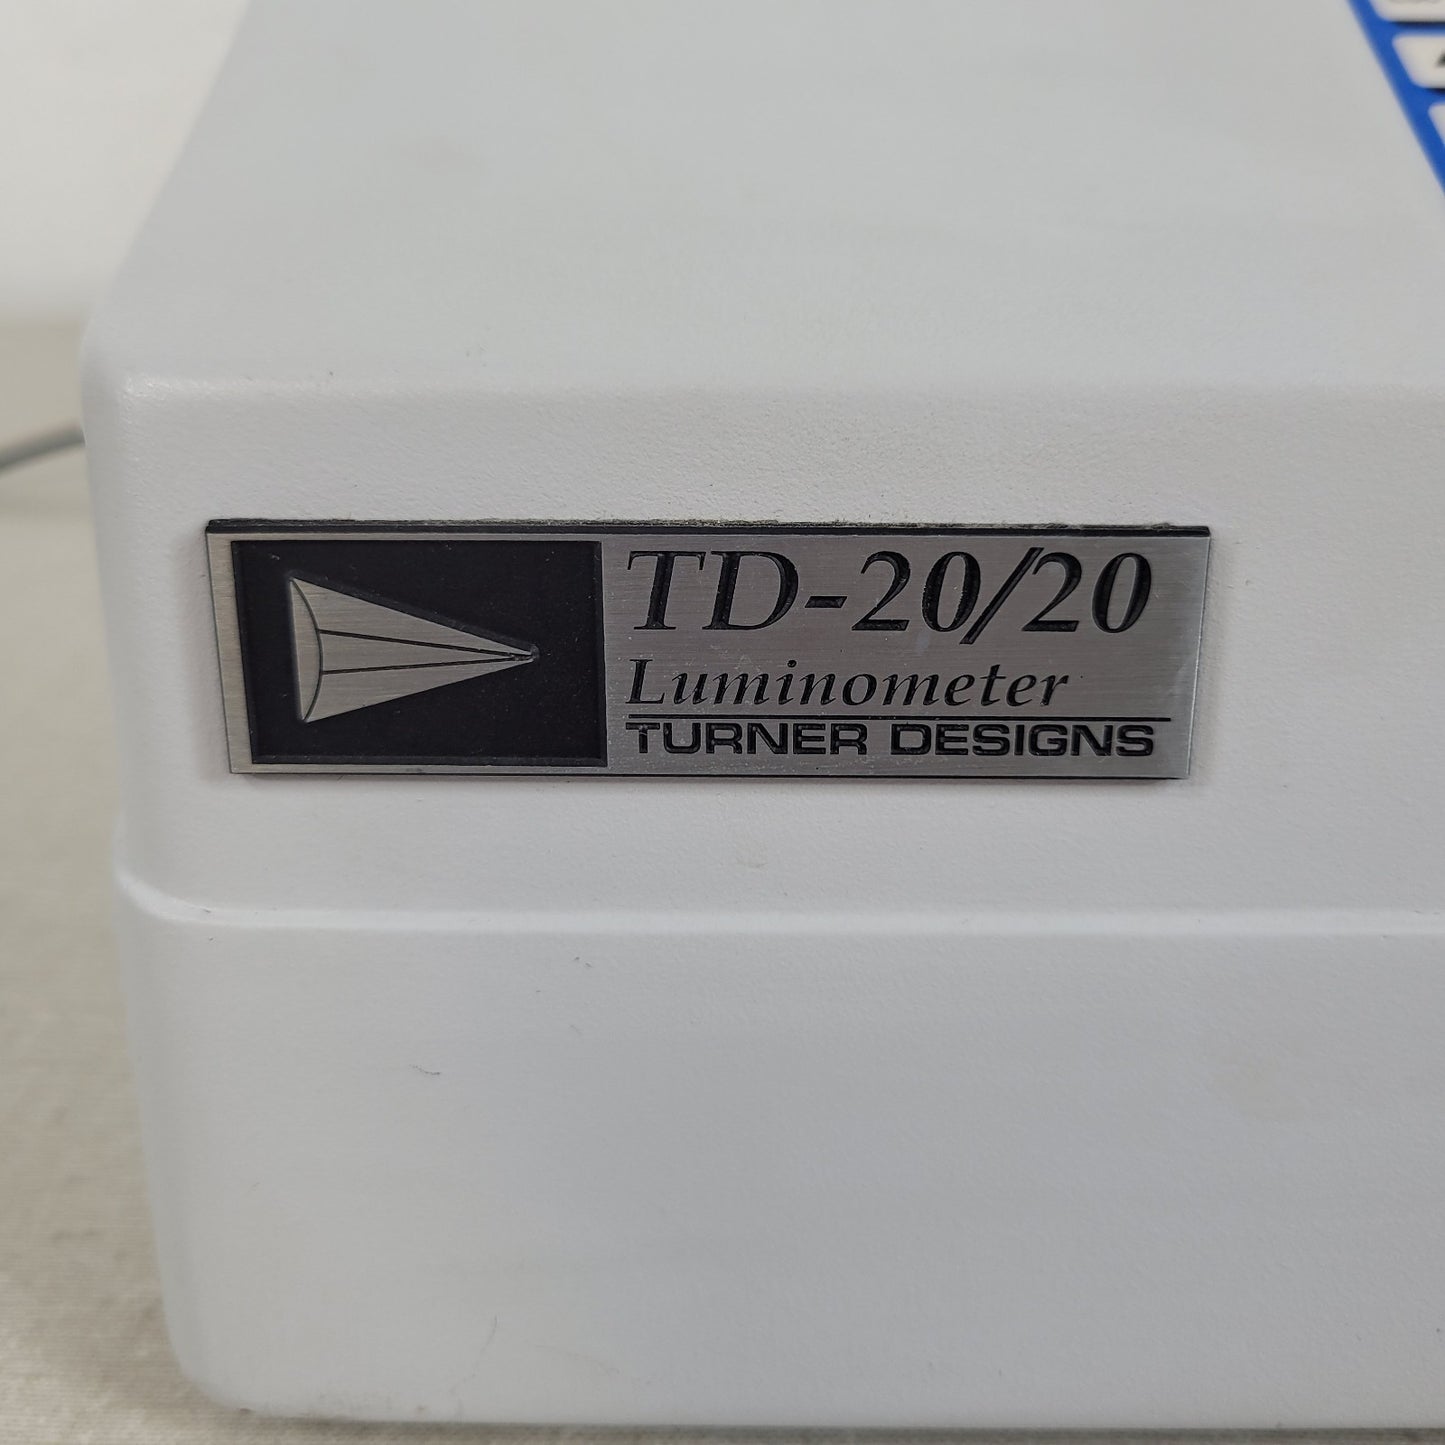 TD-20/20
Luminometer
TURNER DESIGNS